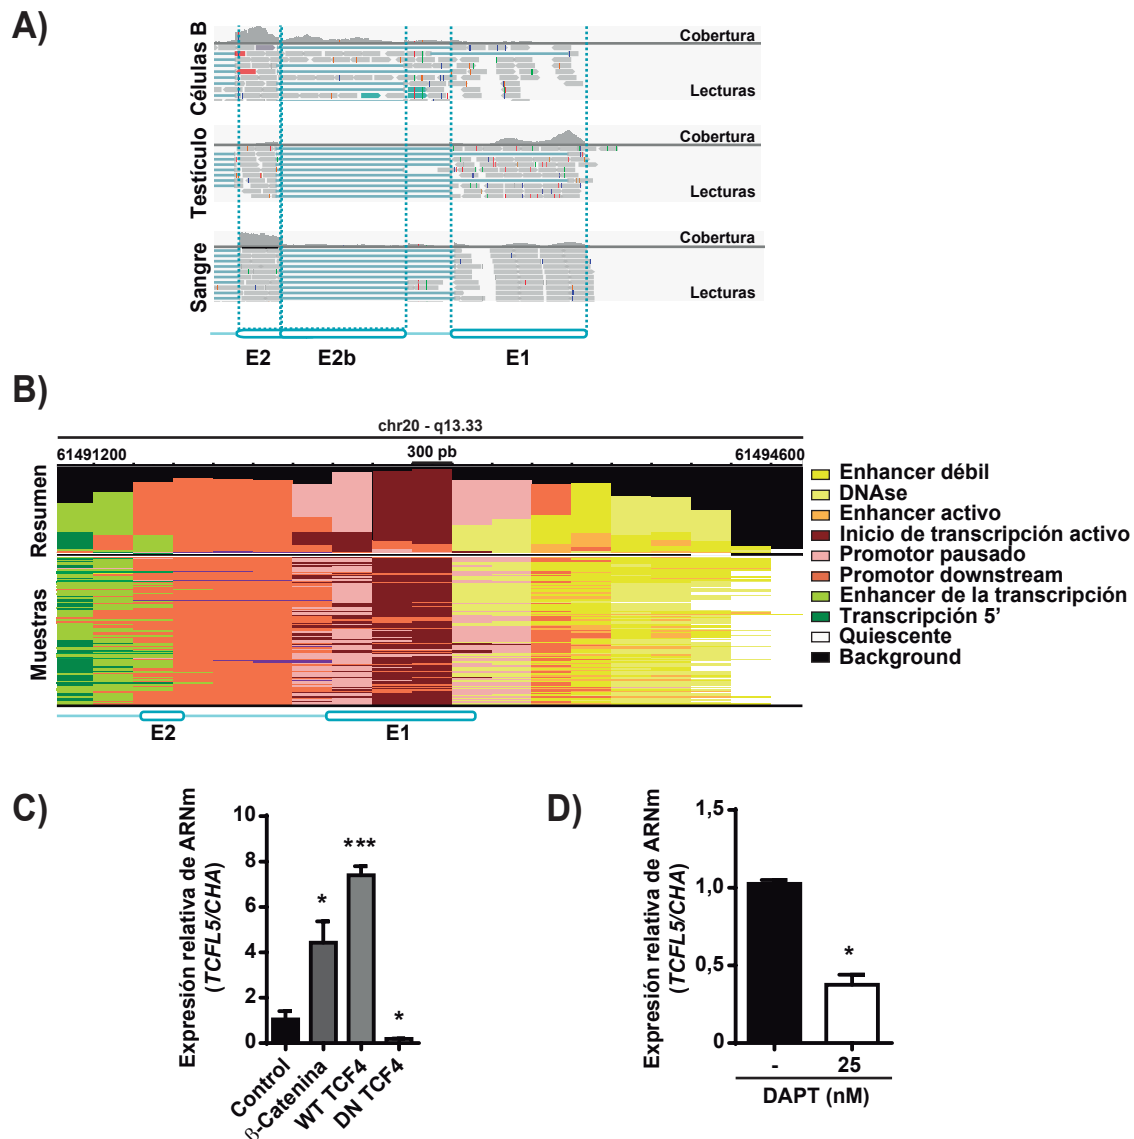 A)
Células B
Cobertura
Lecturas
Testículo
Cobertura
Lecturas
Sangre
Cobertura
Lecturas
E2
E2b
E1
B)
chr20 - q13.33
61491200
300 pb
61494600
Resumen
Muestras
Enhancer débil
DNAse
Enhancer activo
Inicio de transcripción activo
Promotor pausado
Promotor downstream
Enhancer de la transcripción
Transcripción 5’
Quiescente
Background
E2
E1
C)
Expresión relativa de ARNm
(TCFL5/CHA)
10
8
6
4
2
0
*
***
*
Control
β-Catenina
WT TCF4
DN TCF4
D)
Expresión relativa de ARNm
(TCFL5/CHA)
1,5
1,0
0,5
0
*
-
25
DAPT (nM)